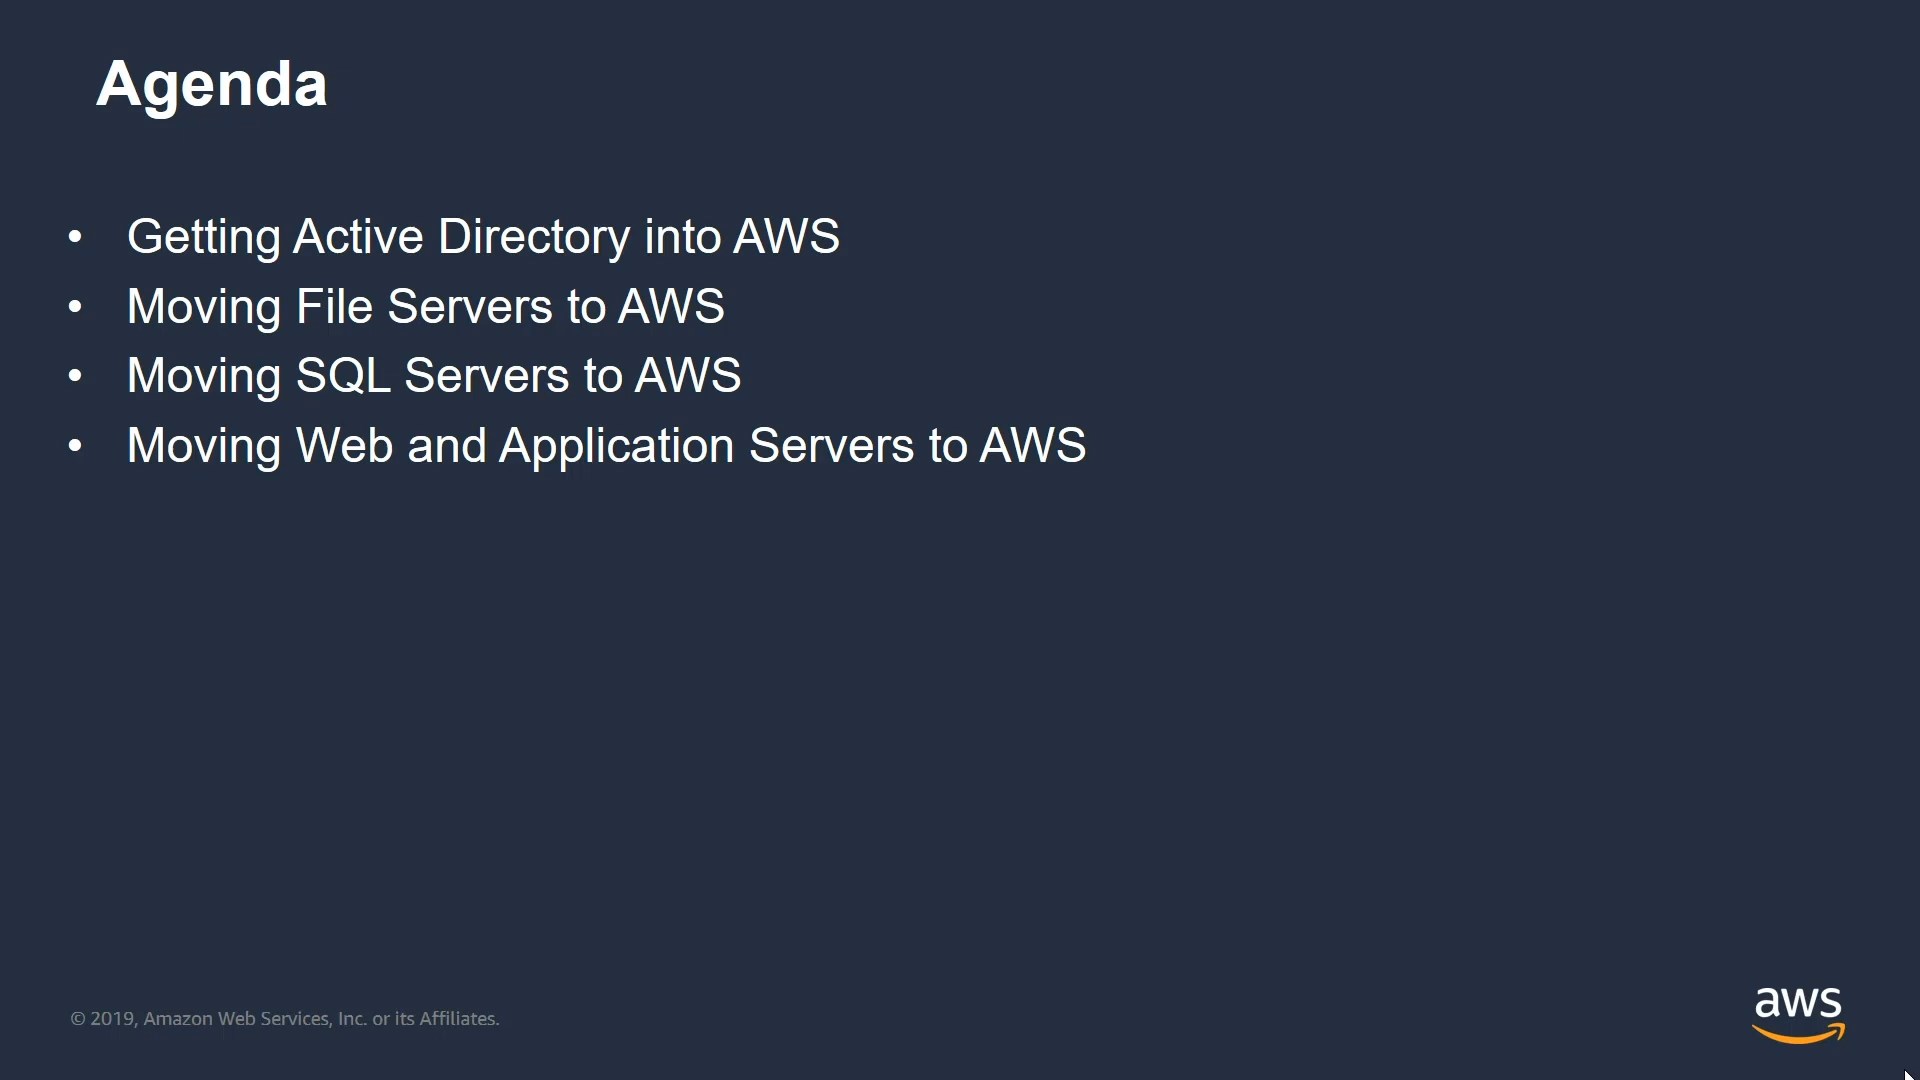 Agenda
• Getting Active Directory into AWS
• Moving File Servers to AWS
• Moving SQL Servers to AWS
• Moving Web and Application Servers to AWS
© 2019, Amazon Web Services, Inc. or its Affiliates.
aws